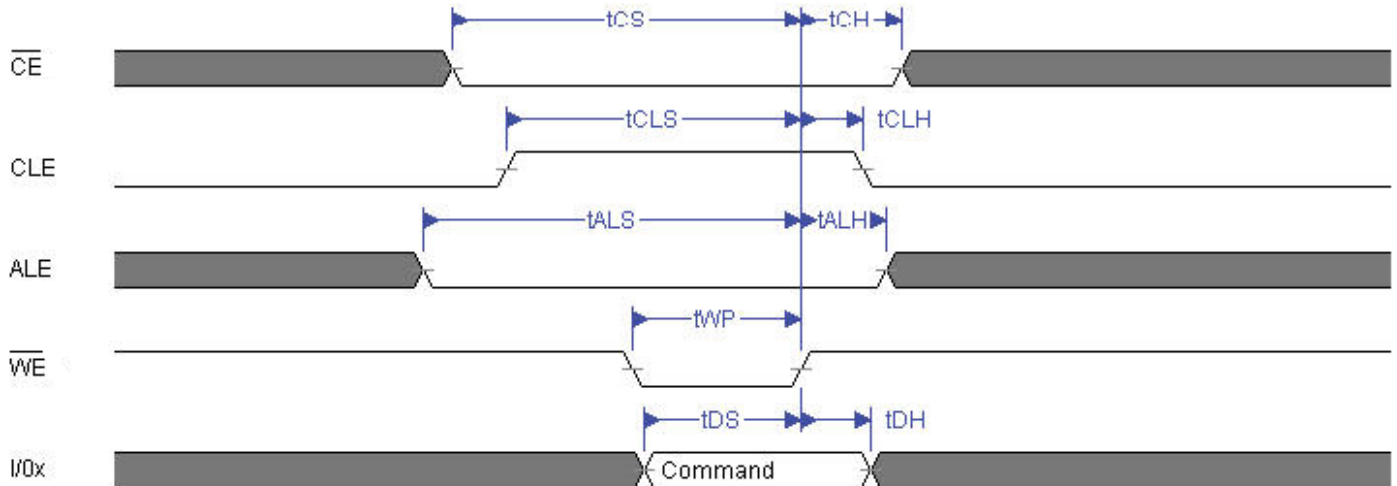 tCS tCH
CE
tCLS tCLH
CLE
tALS tALH
ALE
tWP
WE
tDS tDH
I/0x Command